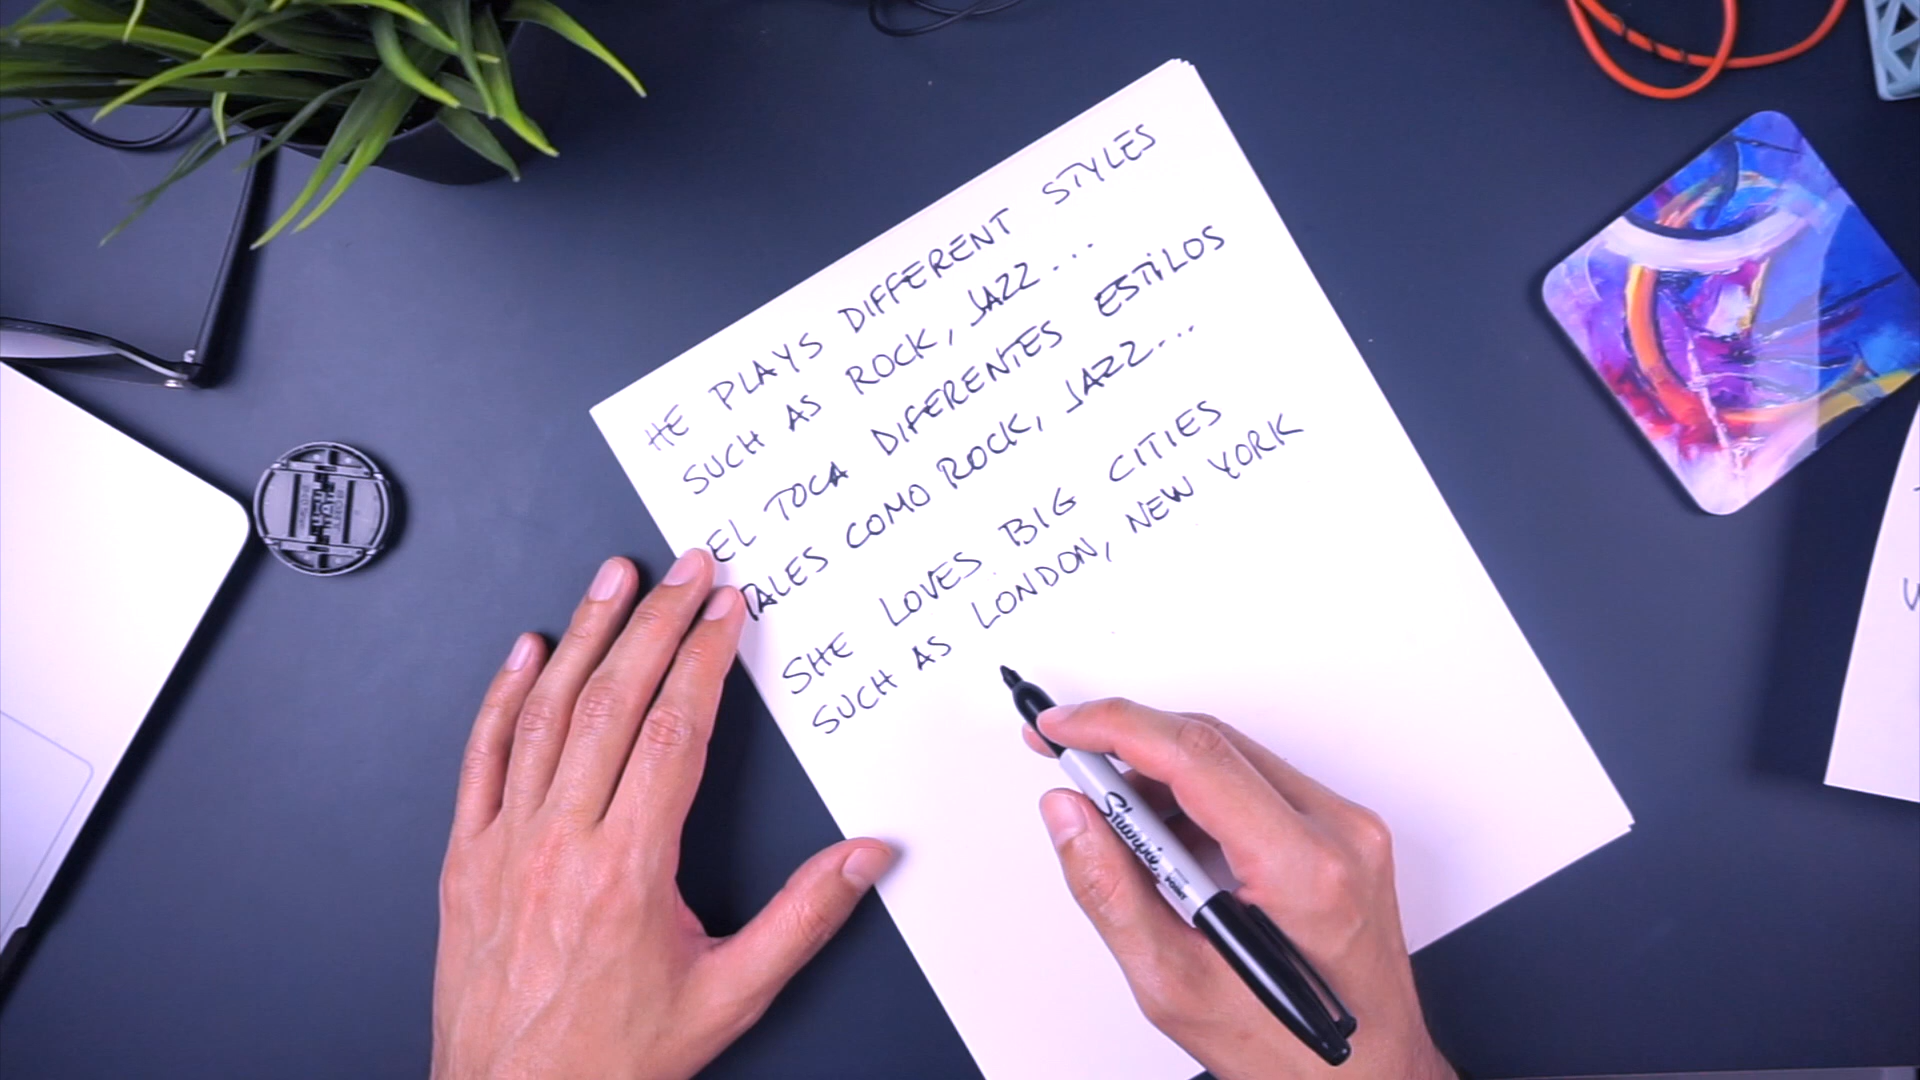 HE PLAYS DIFFERENT STYLES
SUCH AS ROCK, JAZZ...
EL TOCA DIFERENTES ESTILOS
TALES COMO ROCK, JAZZ...
SHE LOVES BIG CITIES
SUCH AS LONDON, NEW YORK
Sharpie